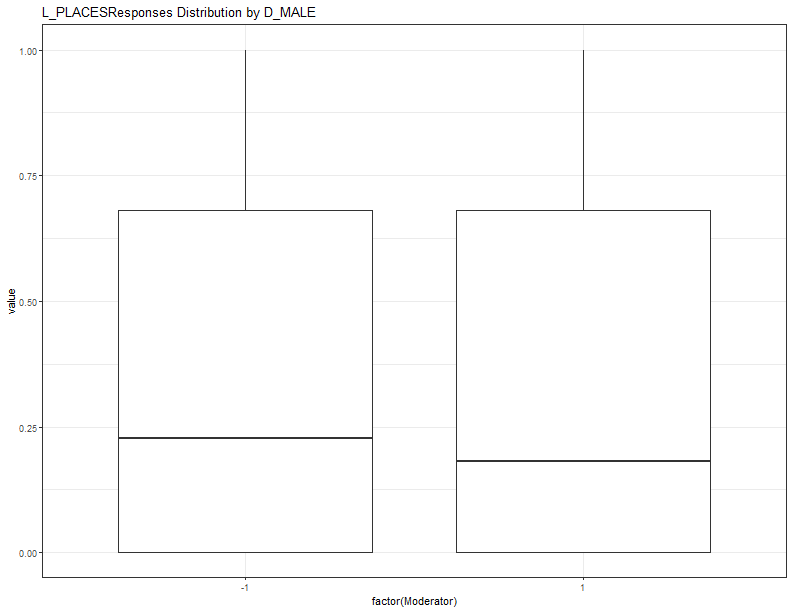 L_PLACESResponses Distribution by D_MALE
1.00
0.75
0.50
0.25
0.00
value
-1
1
factor(Moderator)